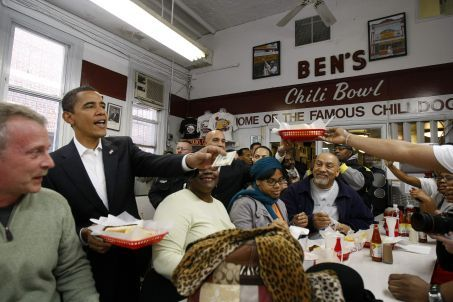 BEN'S
Chili Bowl
HOME OF THE FAMOUS CHILI DOG